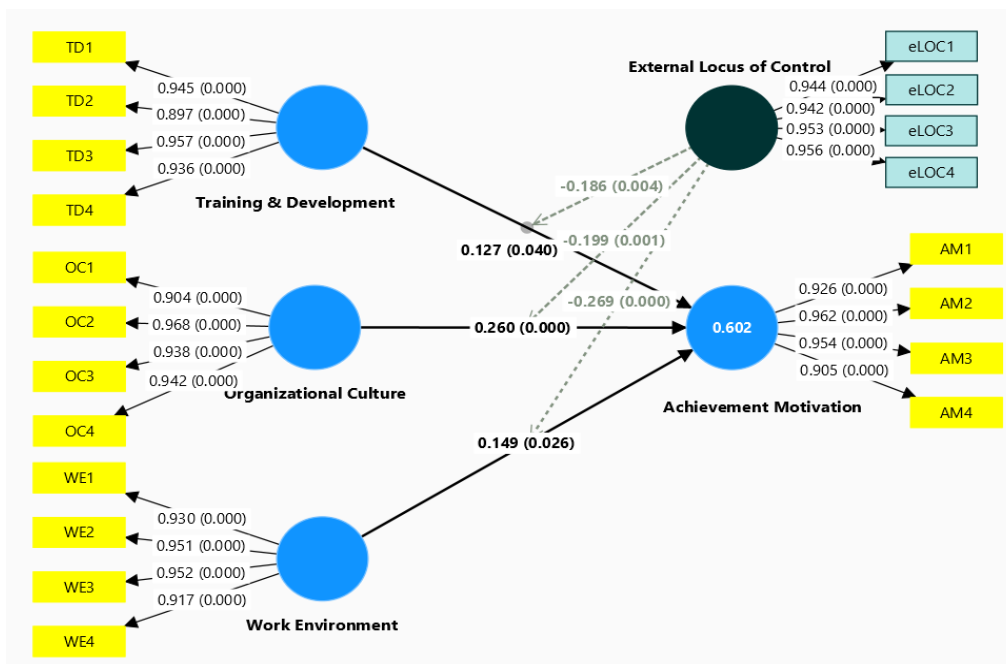 TD1
TD2
TD3
TD4
0.945 (0.000)
0.897 (0.000)
0.957 (0.000)
0.936 (0.000)
Training & Development
External Locus of Control
eLOC1
eLOC2
eLOC3
eLOC4
0.944 (0.000)
0.942 (0.000)
0.953 (0.000)
0.956 (0.000)
-0.186 (0.004)
-0.199 (0.001)
-0.269 (0.000)
0.127 (0.040)
OC1
OC2
OC3
OC4
0.904 (0.000)
0.968 (0.000)
0.938 (0.000)
0.942 (0.000)
Organizational Culture
0.260 (0.000)
0.602
AM1
AM2
AM3
AM4
0.926 (0.000)
0.962 (0.000)
0.954 (0.000)
0.905 (0.000)
Achievement Motivation
0.149 (0.026)
WE1
WE2
WE3
WE4
0.930 (0.000)
0.951 (0.000)
0.952 (0.000)
0.917 (0.000)
Work Environment